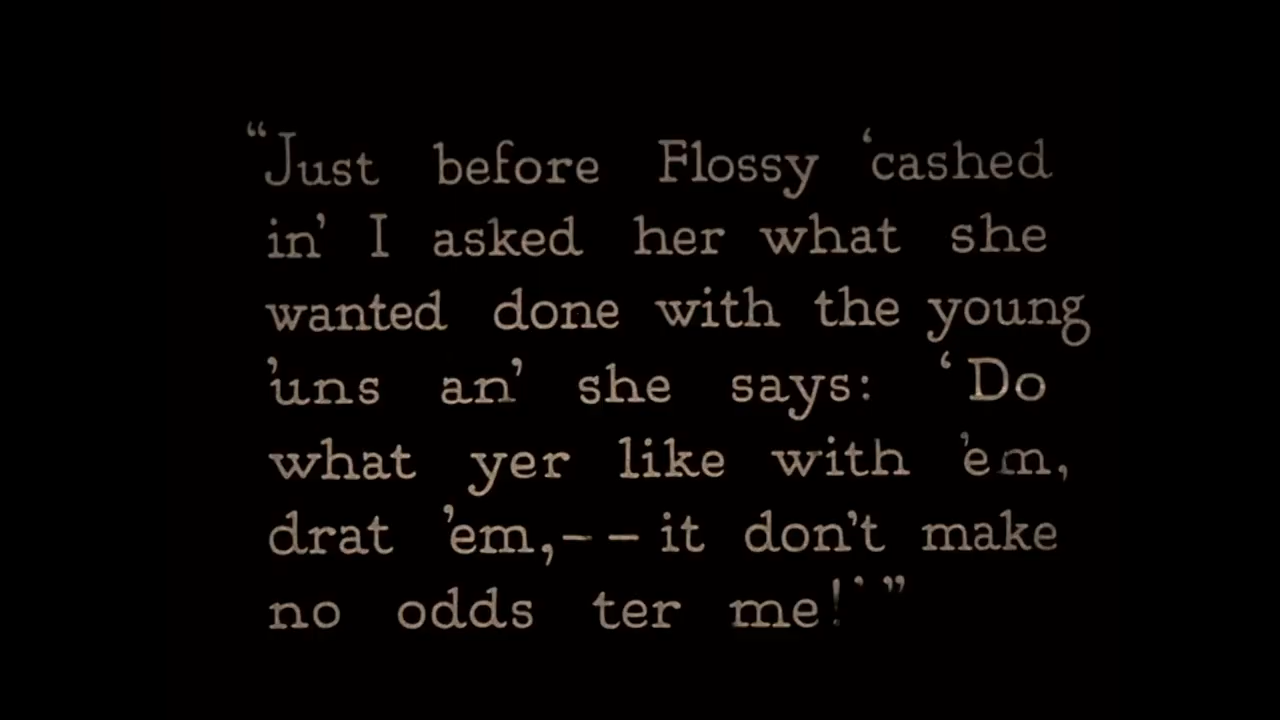 “Just before Flossy ‘cashed
in’ I asked her what she
wanted done with the young
’uns an’ she says: ‘Do
what yer like with ’em,
drat ’em,-- it don’t make
no odds ter me!’”